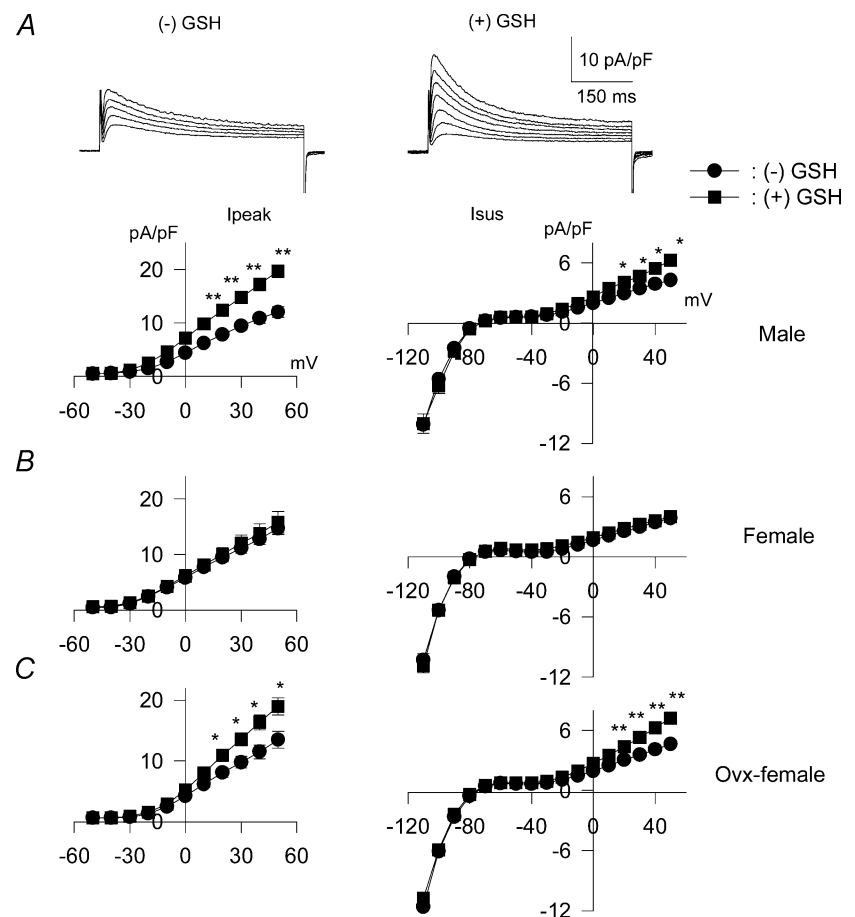 A
(-) GSH
(+) GSH
10 pA/pF
150 ms
: (-) GSH
: (+) GSH
Ipeak
Isus
pA/pF
20
10
0
** ** ** **
mV
-60 -30 0 30 60
pA/pF
6
0
-6
-12
* * * *
mV
-120 -80 -40 0 40
Male
B
20
10
0
-60 -30 0 30 60
6
0
-6
-12
-120 -80 -40 0 40
Female
C
20
10
0
* * * *
-60 -30 0 30 60
6
0
-6
-12
** ** ** **
-120 -80 -40 0 40
Ovx-female